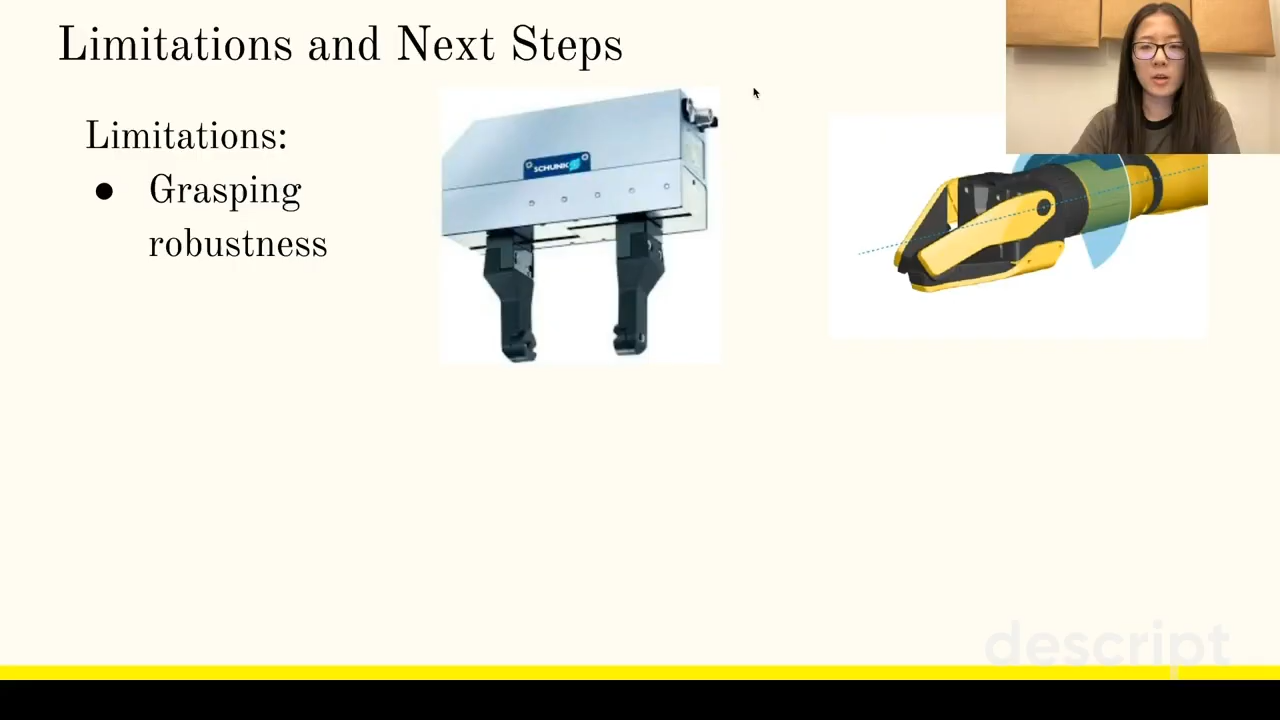 Limitations and Next Steps
Limitations:
● Grasping
robustness
SCHUNK
descript